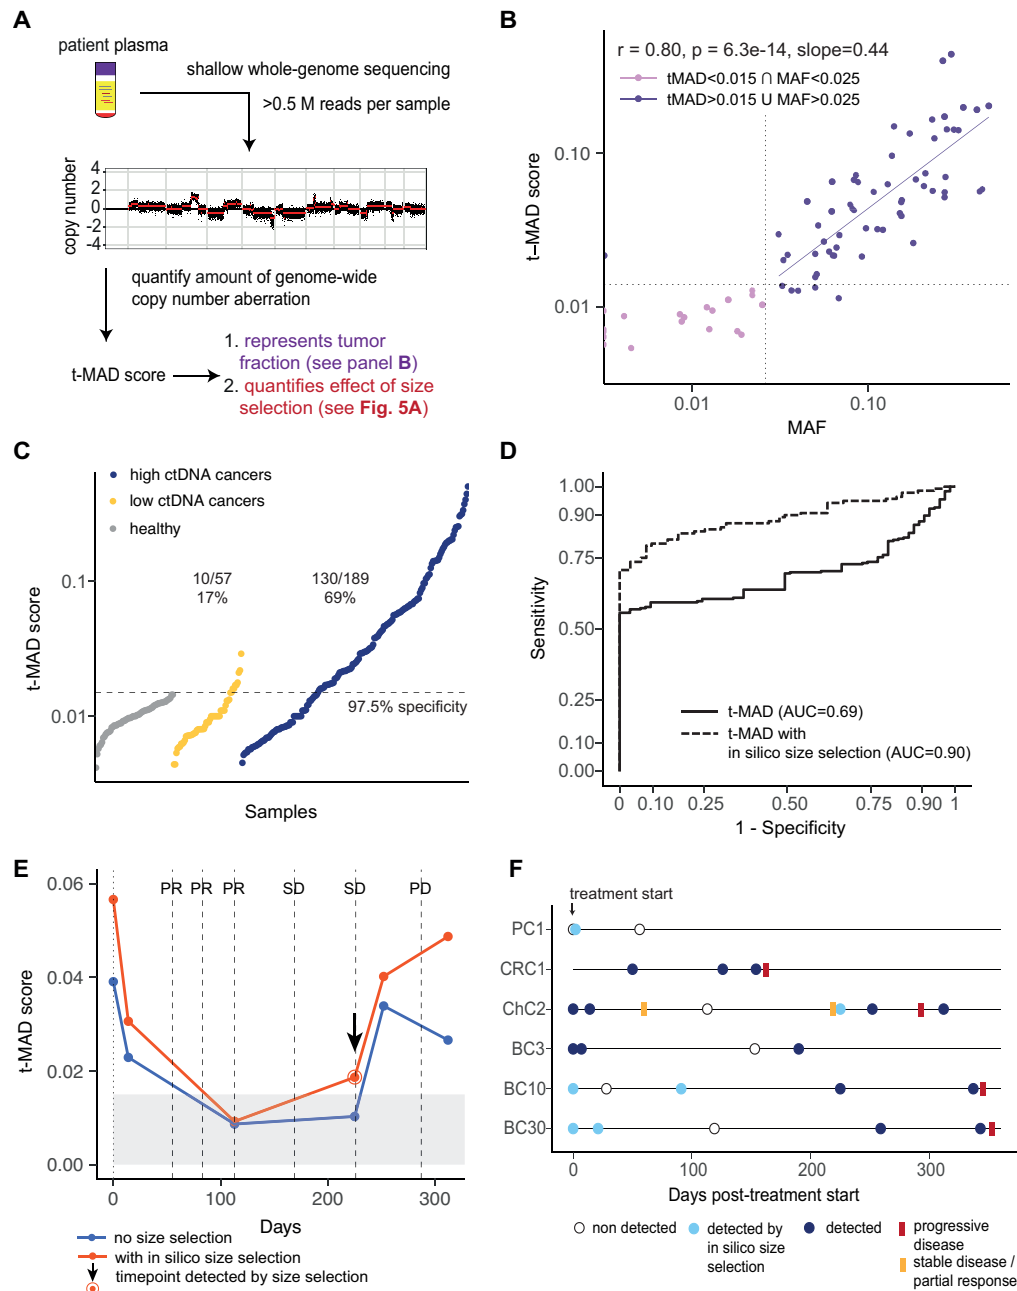 A
patient plasma
shallow whole-genome sequencing
>0.5 M reads per sample
copy number
4
2
0
-2
-4
quantify amount of genome-wide
copy number aberration
t-MAD score
1. represents tumor
fraction (see panel B)
2. quantifies effect of size
selection (see Fig. 5A)
B
r = 0.80, p = 6.3e-14, slope=0.44
tMAD<0.015 ∩ MAF<0.025
tMAD>0.015 U MAF>0.025
t–MAD score
0.10
0.01
0.01
0.10
MAF
C
high ctDNA cancers
low ctDNA cancers
healthy
t-MAD score
0.1
0.01
10/57
17%
130/189
69%
97.5% specificity
Samples
D
Sensitivity
1.00
0.90
0.75
0.50
0.25
0.10
0.00
t-MAD (AUC=0.69)
t-MAD with
in silico size selection (AUC=0.90)
0
0.10
0.25
0.50
0.75
0.90
1
1 - Specificity
E
t-MAD score
0.06
0.04
0.02
0.00
PR
PR
PR
SD
SD
PD
0
100
200
300
Days
no size selection
with in silico size selection
timepoint detected by size selection
F
treatment start
PC1
CRC1
ChC2
BC3
BC10
BC30
0
100
200
300
Days post-treatment start
non detected
detected by
in silico size
selection
detected
progressive
disease
stable disease /
partial response